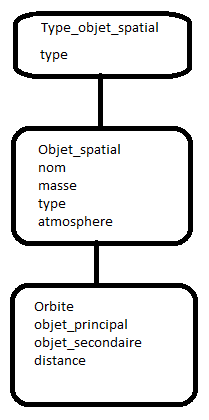 Type_objet_spatial
type
Objet_spatial
nom
masse
type
atmosphere
Orbite
objet_principal
objet_secondaire
distance